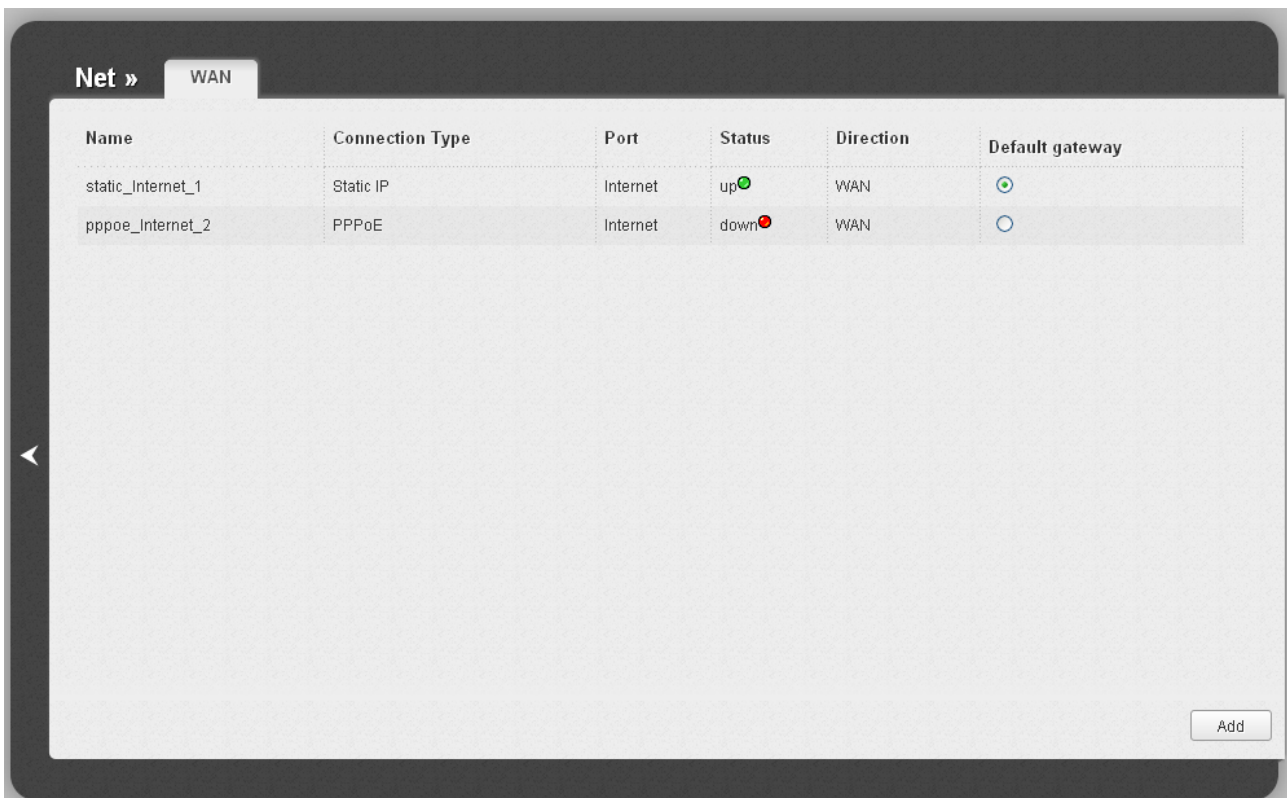 Net »
WAN
Name Connection Type Port Status Direction Default gateway
static_Internet_1 Static IP Internet up WAN
pppoe_Internet_2 PPPoE Internet down WAN
Add